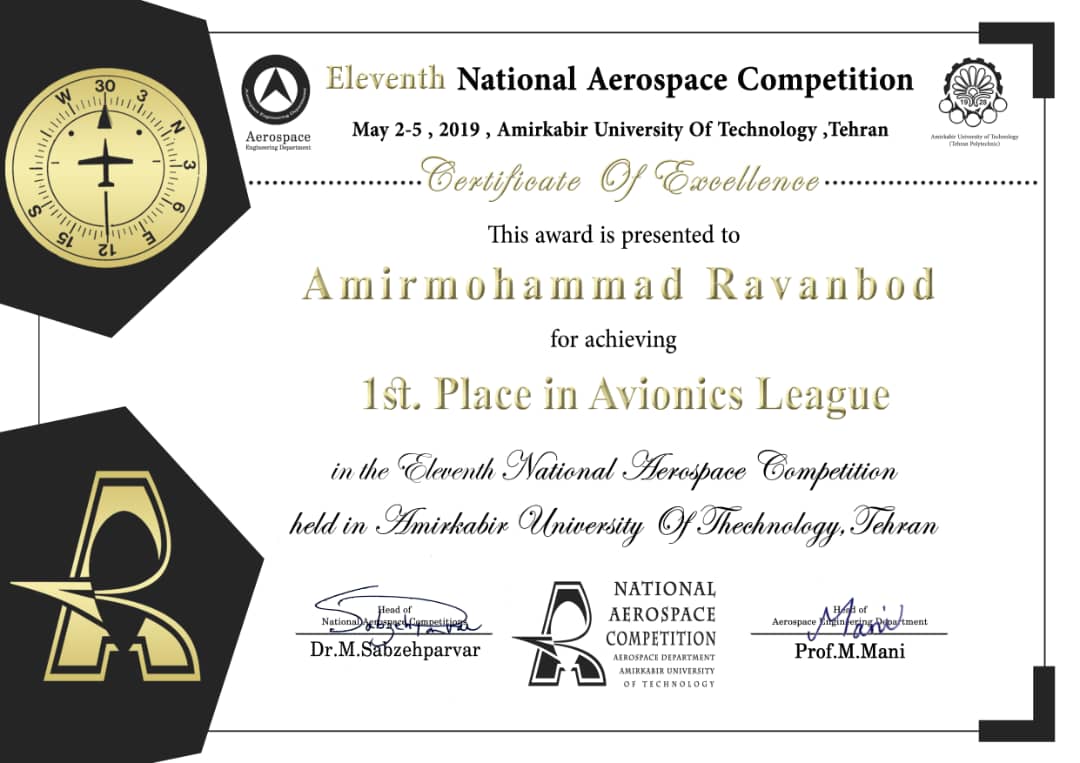 Eleventh National Aerospace Competition
May 2-5 , 2019 , Amirkabir University Of Technology ,Tehran
Aerospace
Engineering Department
1928
Amirkabir University of Technology
(Tehran Polytechnic)
Certificate Of Excellence
This award is presented to
Amirmohammad Ravanbod
for achieving
1st. Place in Avionics League
in the Eleventh National Aerospace Competition
held in Amirkabir University Of Thechnology, Tehran
30
3
N
3
6
E
12
15
S
W
Head of
National Aerospace Competitions
Sabzehparvar
Dr.M.Sabzehparvar
NATIONAL
AEROSPACE
COMPETITION
AEROSPACE DEPARTMENT
AMIRKABIR UNIVERSITY
OF TECHNOLOGY
Head of
Aerospace Engineering Department
Mani
Prof.M.Mani